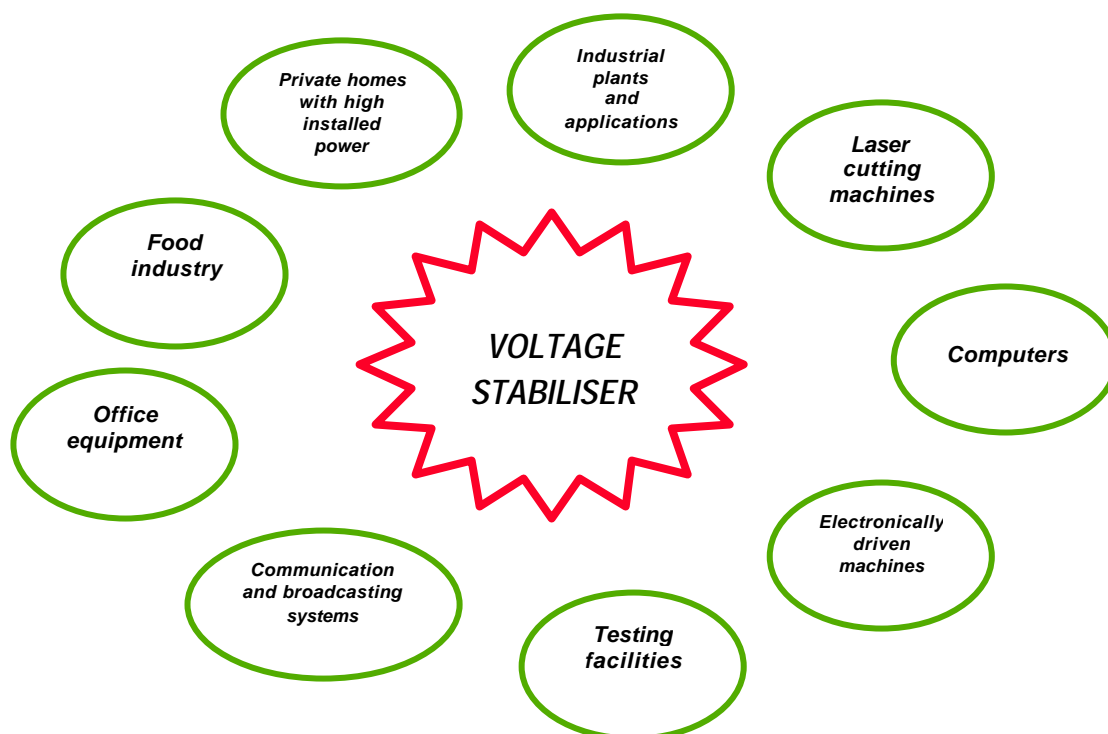 Private homes
with high
installed
power
Industrial
plants
and
applications
Laser
cutting
machines
Food
industry
VOLTAGE
STABILISER
Computers
Office
equipment
Electronically
driven
machines
Communication
and broadcasting
systems
Testing
facilities